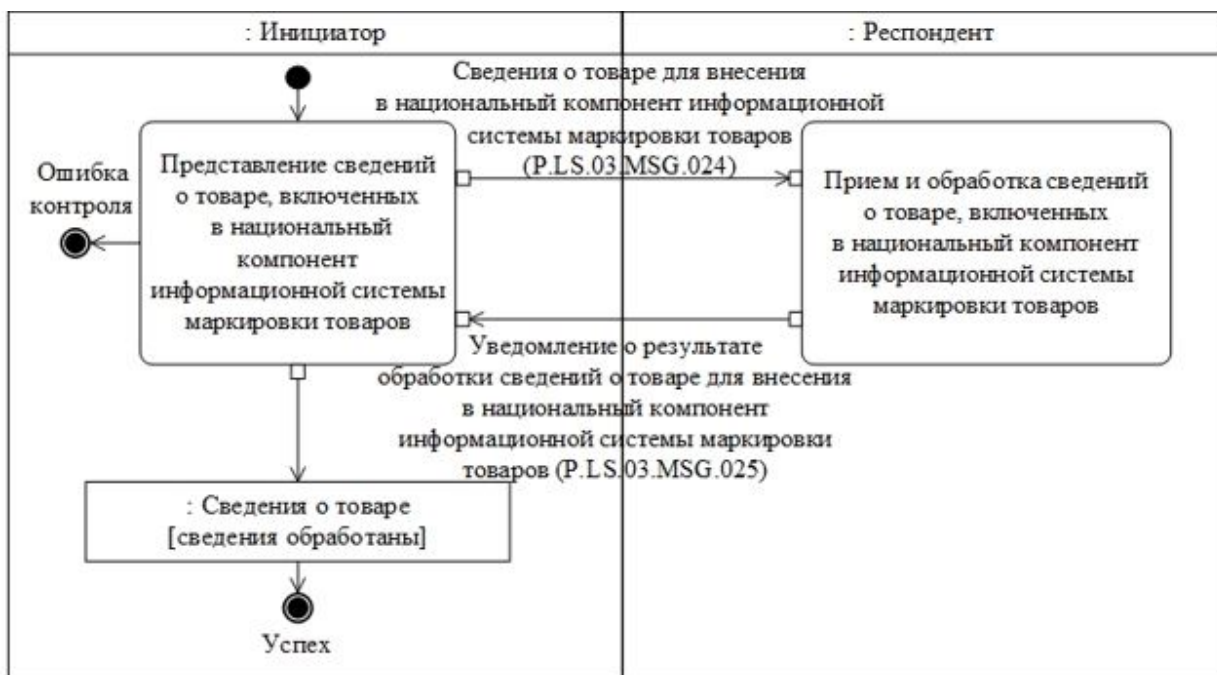 : Инициатор
: Респондент
Сведения о товаре для внесения
в национальный компонент информационной
системы маркировки товаров
(P.LS.03.MSG.024)
Ошибка
контроля
Представление сведений
о товаре, включенных
в национальный
компонент
информационной системы
маркировки товаров
Прием и обработка сведений
о товаре, включенных
в национальный компонент
информационной системы
маркировки товаров
Уведомление о результате
обработки сведений о товаре для внесения
в национальный компонент
информационной системы маркировки
товаров (P.LS.03.MSG.025)
: Сведения о товаре
[сведения обработаны]
Успех